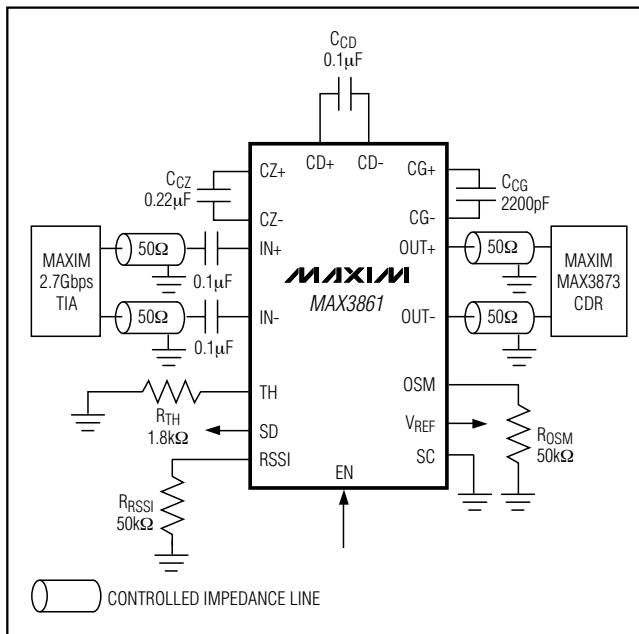 CCD
0.1µF
CD+
CD-
CZ+
CCZ
0.22µF
CZ-
CG+
CCG
2200pF
CG-
MAXIM
2.7Gbps
TIA
50Ω
0.1µF
IN+
50Ω
0.1µF
IN-
MAXIM
MAX3861
OUT+
50Ω
OUT-
50Ω
MAXIM
MAX3873
CDR
TH
RTH
1.8kΩ
SD
RSSI
RRSSI
50kΩ
EN
OSM
VREF
SC
ROSM
50kΩ
CONTROLLED IMPEDANCE LINE